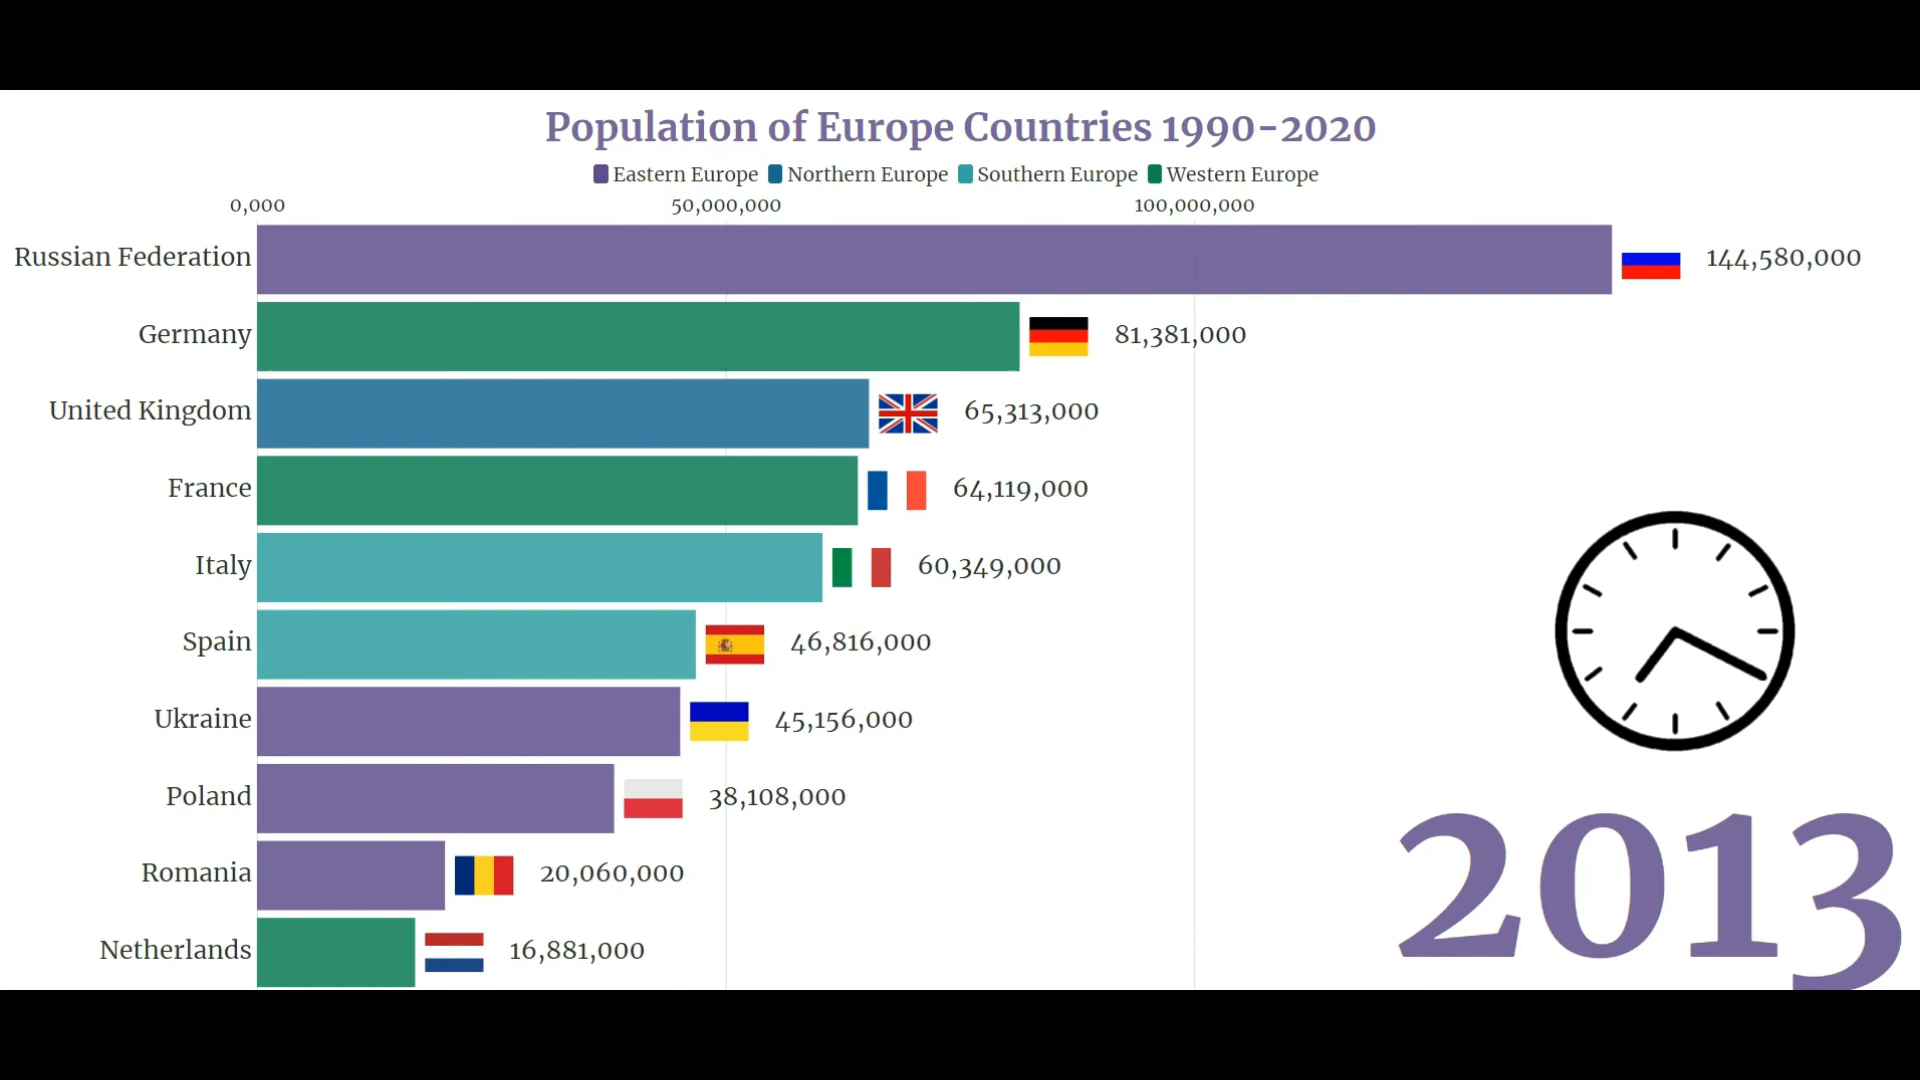 Population of Europe Countries 1990-2020
Eastern Europe Northern Europe Southern Europe Western Europe
0,000 50,000,000 100,000,000
Russian Federation 144,580,000
Germany 81,381,000
United Kingdom 65,313,000
France 64,119,000
Italy 60,349,000
Spain 46,816,000
Ukraine 45,156,000
Poland 38,108,000
Romania 20,060,000
Netherlands 16,881,000
2013